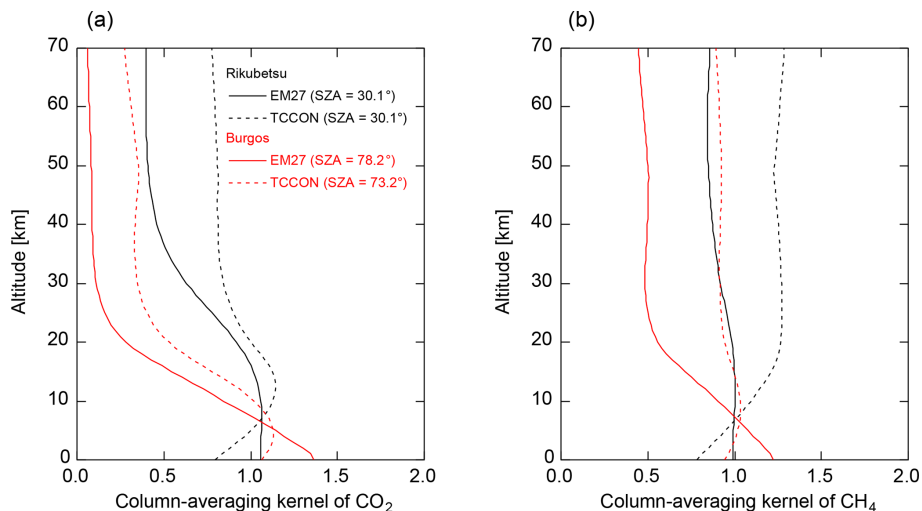 (a)
70
60
50
40
30
20
10
0
Altitude [km]
Rikubetsu
EM27 (SZA = 30.1°)
TCCON (SZA = 30.1°)
Burgos
EM27 (SZA = 78.2°)
TCCON (SZA = 73.2°)
0.0 0.5 1.0 1.5 2.0
Column-averaging kernel of CO₂
(b)
70
60
50
40
30
20
10
0
Altitude [km]
0.0 0.5 1.0 1.5 2.0
Column-averaging kernel of CH₄